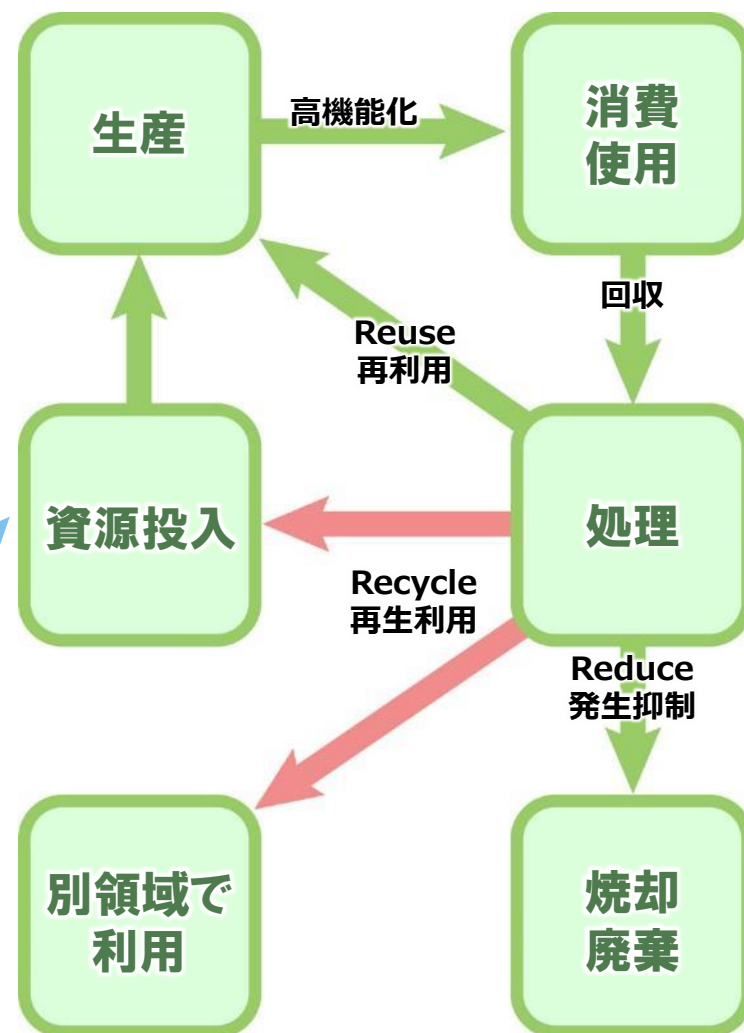 生産
高機能化
消費
使用
回収
Reuse
再利用
資源投入
処理
Recycle
再生利用
Reduce
発生抑制
別領域で
利用
焼却
廃棄